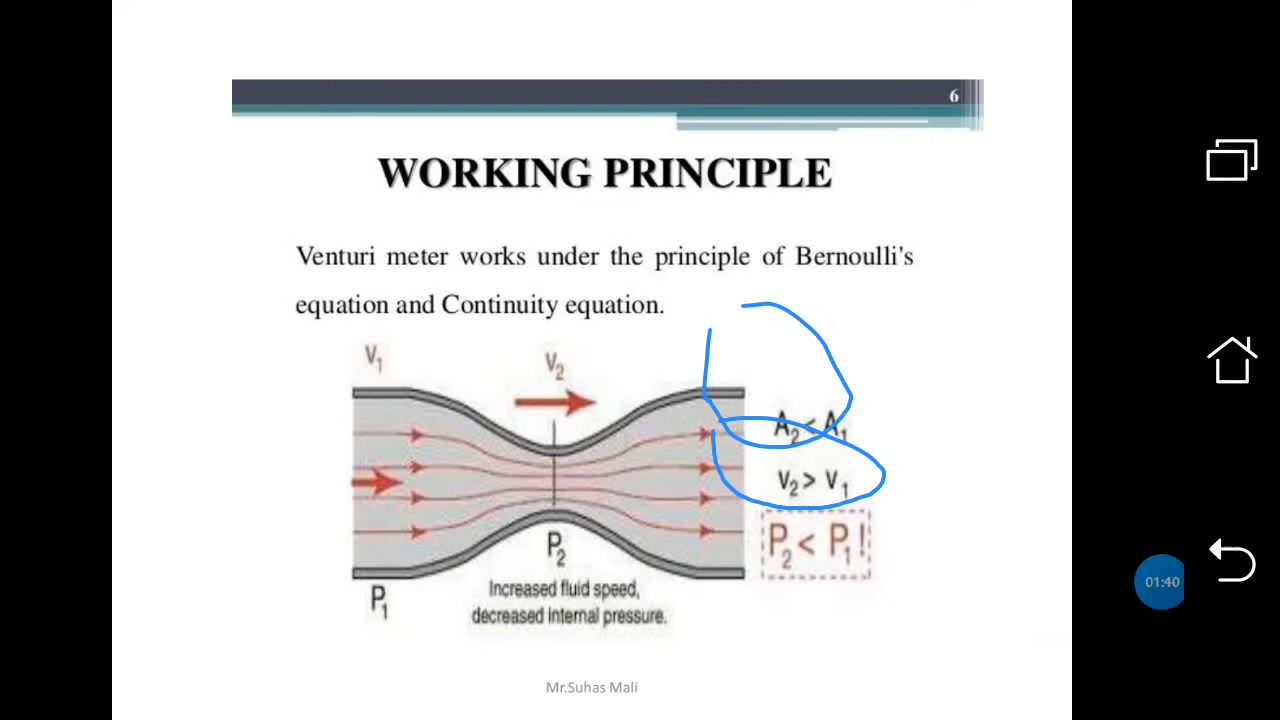 6
WORKING PRINCIPLE
Venturi meter works under the principle of Bernoulli's
equation and Continuity equation.
V₁
V₂
A₂ < A₁
V₂ > V₁
P₂ < P₁!
P₂
P₁
Increased fluid speed,
decreased internal pressure.
01:40
Mr.Suhas Mali